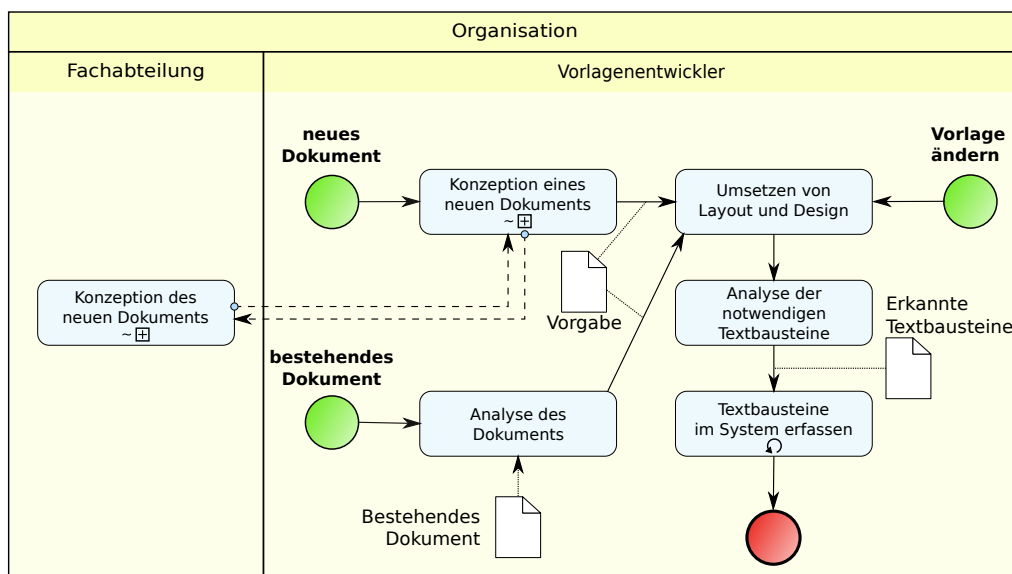 Organisation
Fachabteilung
Vorlagenentwickler
neues
Dokument
Konzeption eines
neuen Dokuments
~
Umsetzen von
Layout und Design
Vorlage
ändern
Konzeption des
neuen Dokuments
~
Vorgabe
Analyse der
notwendigen
Textbausteine
Erkannte
Textbausteine
bestehendes
Dokument
Analyse des
Dokuments
Textbausteine
im System erfassen
Bestehendes
Dokument